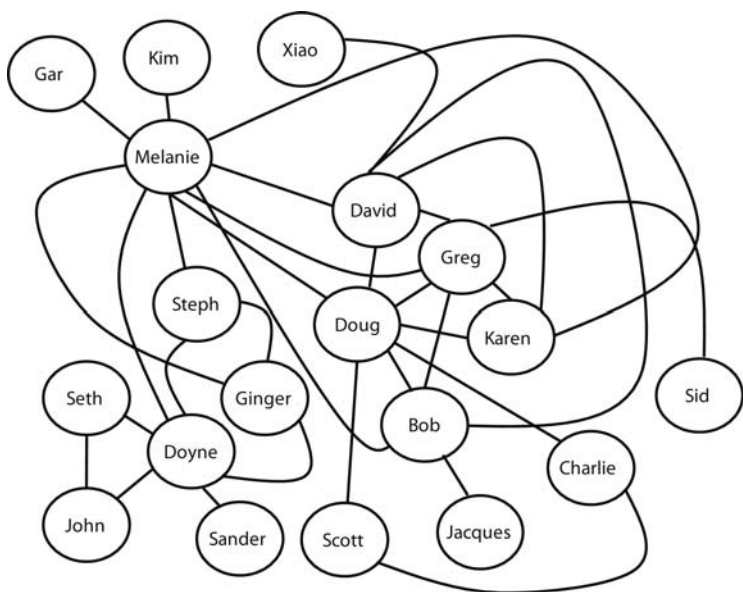 Xiao
Kim
Gar
Melanie
David
Greg
Steph
Doug
Karen
Seth
Ginger
Sid
Bob
Doyne
Charlie
John
Sander
Scott
Jacques